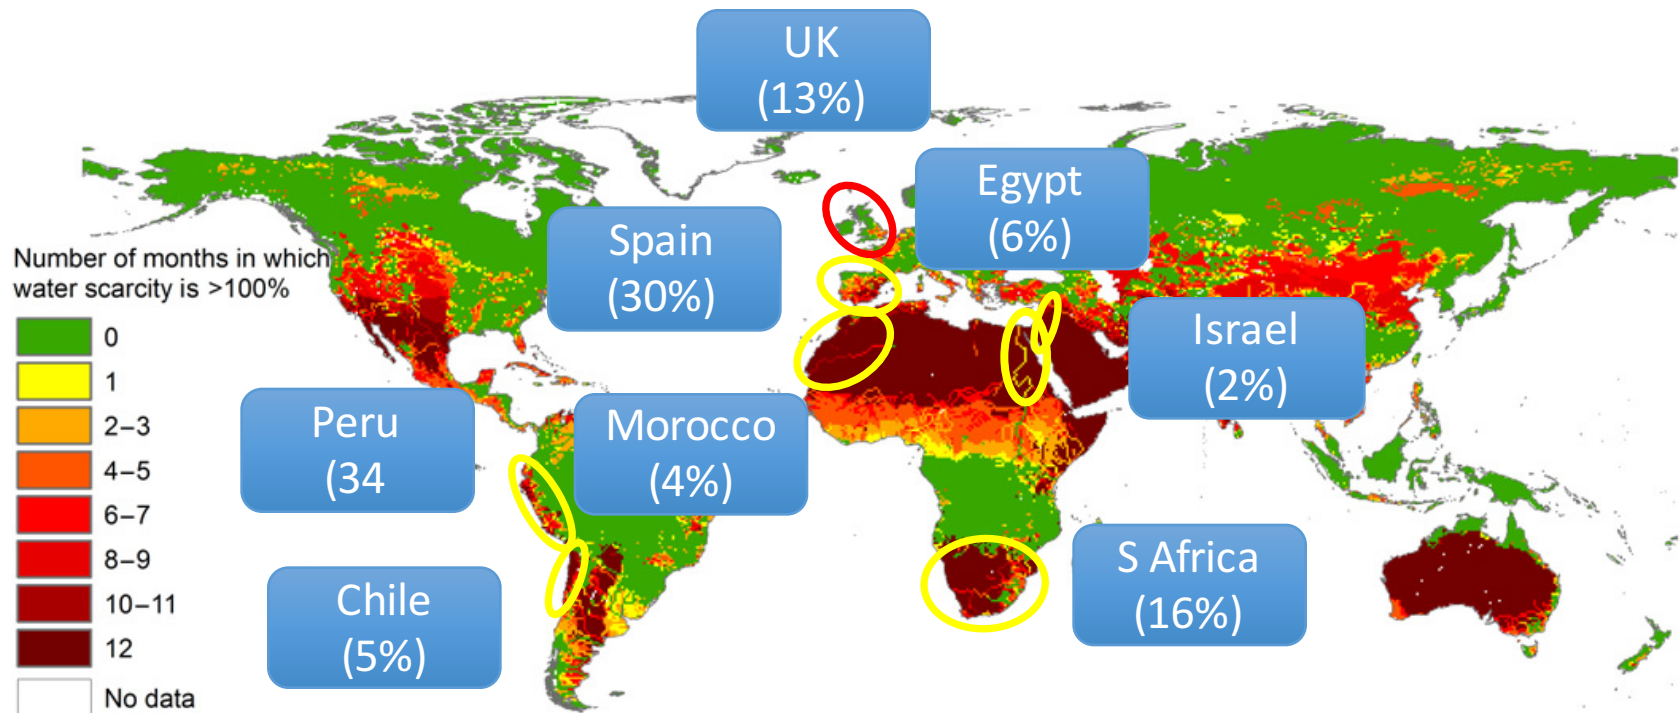 UK
(13%)
Egypt
(6%)
Spain
(30%)
Number of months in which
water scarcity is >100%
0
1
2–3
4–5
6–7
8–9
10–11
12
No data
Israel
(2%)
Peru
(34
Morocco
(4%)
S Africa
(16%)
Chile
(5%)